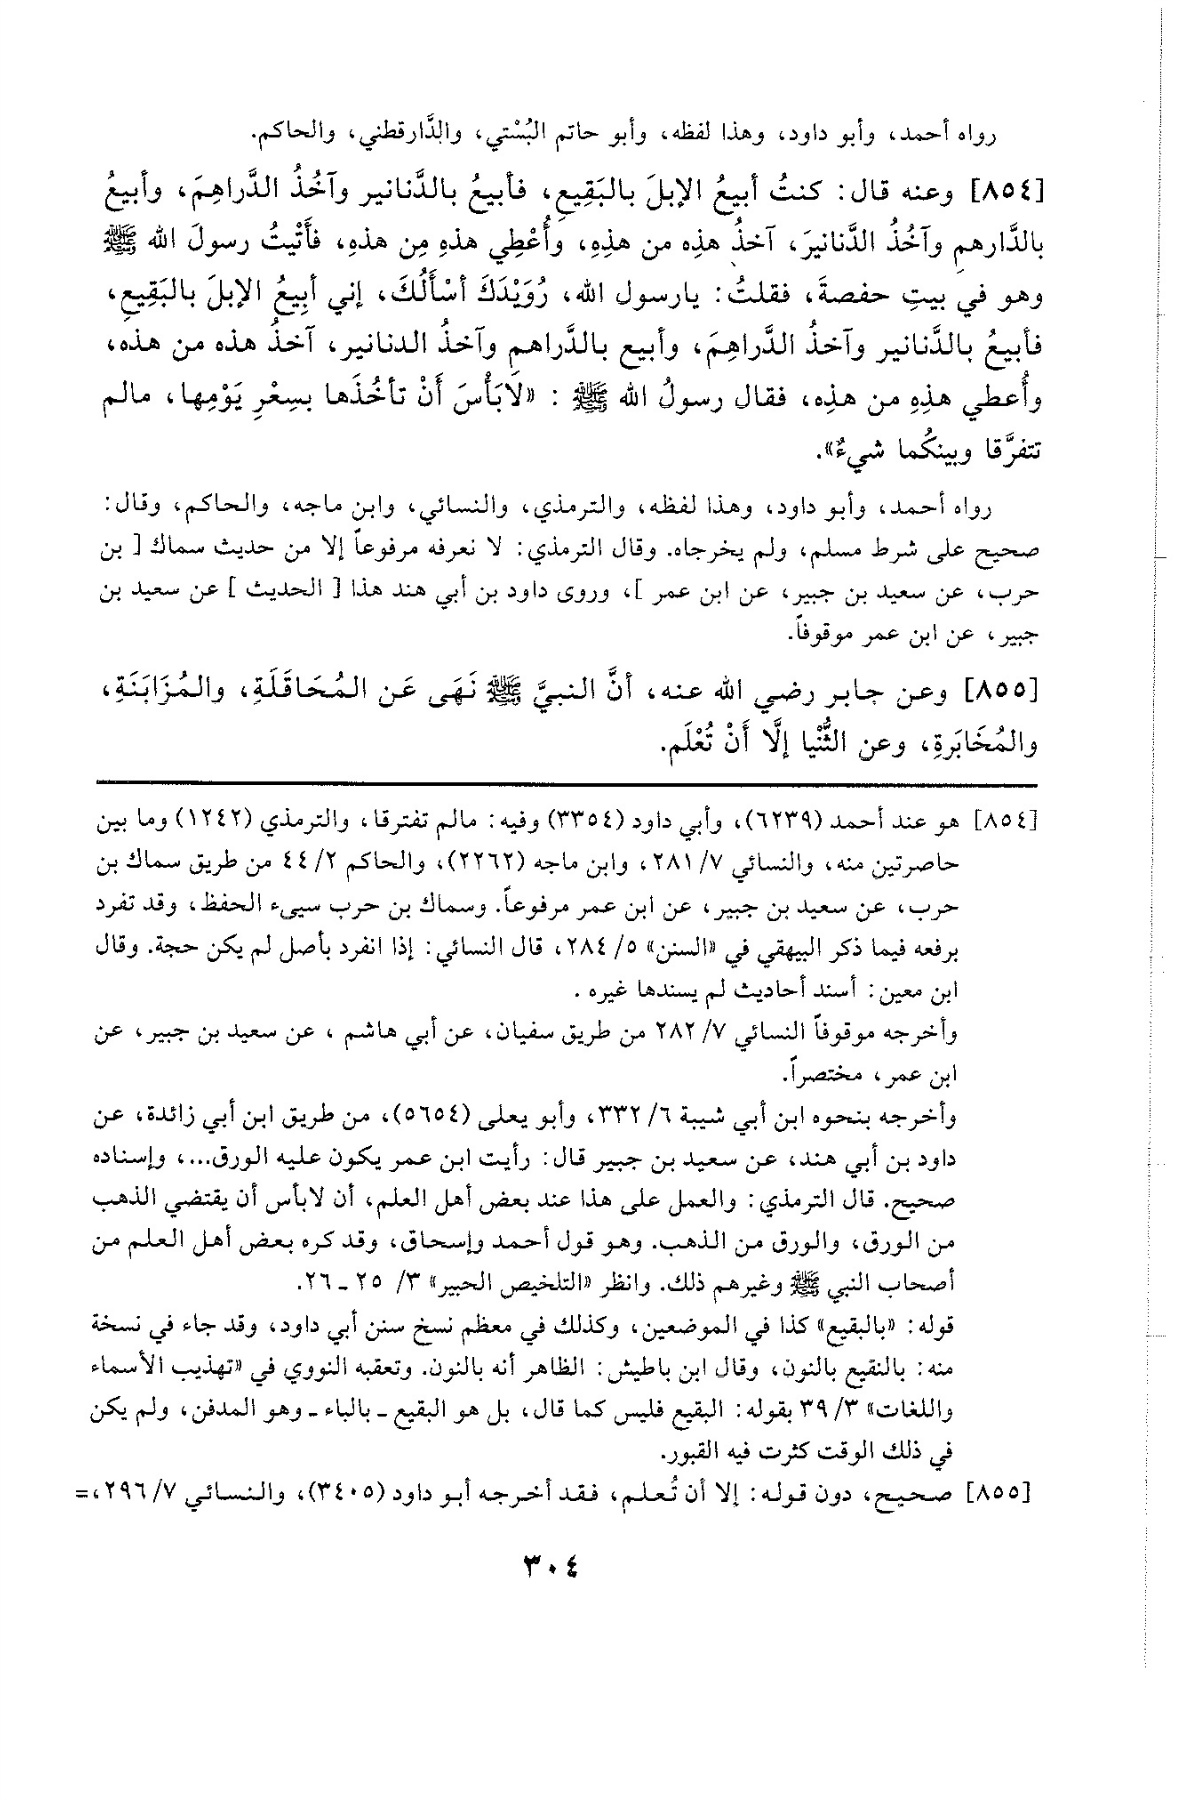 رواه أحمد، وأبو داود، وهذا لفظه، وأبو حاتم البُسْتي، والدَّارقطني، والحاكم.
[٨٥٤] وعنه قال: كنتُ أبيعُ الإبلَ بالبَقِيعِ، فأبيعُ بالدَّنانير وآخُذُ الدَّراهِمَ، وأبيعُ
بالدَّارهمِ وآخُذُ الدَّنانيرَ، آخذُ هذِه من هذِهِ، وأُعْطِي هذهِ مِن هذهِ، فأَتْيتُ رسولَ الله ﷺ
وهو في بيتِ حفصةَ، فقلتُ: يارسول الله، رُوَيْدَكَ أسْأَلُكَ، إني أبِيعُ الإبلَ بالبَقِيعِ،
فأبيعُ بالدَّنانير وآخذُ الدَّراهِمَ، وأبيع بالدَّراهمِ وآخذُ الدنانير، آخذُ هذه من هذه،
وأُعطي هذِهِ من هذِه، فقال رسولُ الله ﷺ : «لَابَأْسَ أَنْ تأخُذَها بسِعْرِ يَوْمِها، مالم
تتفرَّقا وبينكُما شيءٌ».
رواه أحمد، وأبو داود، وهذا لفظه، والترمذي، والنسائي، وابن ماجه، والحاكم، وقال:
صحيح على شرط مسلم، ولم يخرجاه. وقال الترمذي: لا نعرفه مرفوعاً إلا من حديث سماك [ بن
حرب، عن سعيد بن جبير، عن ابن عمر ]، وروى داود بن أبي هند هذا [ الحديث ] عن سعيد بن
جبير، عن ابن عمر موقوفاً.
[٨٥٥] وعن جابر رضي الله عنه، أنَّ النبيَّ ﷺ نَهَى عَن المُحَاقَلَةِ، والمُزَابَنَةِ،
والمُخَابَرةِ، وعن الثُّنْيا إلَّا أَنْ تُعْلَم.
[٨٥٤] هو عند أحمد (٦٢٣٩)، وأبي داود (٣٣٥٤) وفيه: مالم تفترقا، والترمذي (١٢٤٢) وما بين
حاصرتين منه، والنسائي ٧/ ٢٨١، وابن ماجه (٢٢٦٢)، والحاكم ٢/ ٤٤ من طريق سماك بن
حرب، عن سعيد بن جبير، عن ابن عمر مرفوعاً. وسماك بن حرب سيىء الحفظ، وقد تفرد
برفعه فيما ذكر البيهقي في «السنن» ٥/ ٢٨٤، قال النسائي: إذا انفرد بأصل لم يكن حجة. وقال
ابن معين: أسند أحاديث لم يسندها غيره .
وأخرجه موقوفاً النسائي ٧/ ٢٨٢ من طريق سفيان، عن أبي هاشم ، عن سعيد بن جبير، عن
ابن عمر، مختصراً.
وأخرجه بنحوه ابن أبي شيبة ٦/ ٣٣٢، وأبو يعلى (٥٦٥٤)، من طريق ابن أبي زائدة، عن
داود بن أبي هند، عن سعيد بن جبير قال: رأيت ابن عمر يكون عليه الورق...، وإسناده
صحيح. قال الترمذي: والعمل على هذا عند بعض أهل العلم، أن لابأس أن يقتضي الذهب
من الورق، والورق من الذهب. وهو قول أحمد وإسحاق، وقد كره بعض أهل العلم من
أصحاب النبي ﷺ وغيرهم ذلك. وانظر «التلخيص الحبير» ٣/ ٢٥ ـ ٢٦.
قوله: «بالبقيع» كذا في الموضعين، وكذلك في معظم نسخ سنن أبي داود، وقد جاء في نسخة
منه: بالنقيع بالنون، وقال ابن باطيش: الظاهر أنه بالنون. وتعقبه النووي في «تهذيب الأسماء
واللغات» ٣/ ٣٩ بقوله: البقيع فليس كما قال، بل هو البقيع ـ بالباء ـ وهو المدفن، ولم يكن
في ذلك الوقت كثرت فيه القبور.
[٨٥٥] صحيح، دون قوله: إلا أن تُعلم، فقد أخرجه أبو داود (٣٤٠٥)، والنسائي ٧/ ٢٩٦،=
٣٠٤